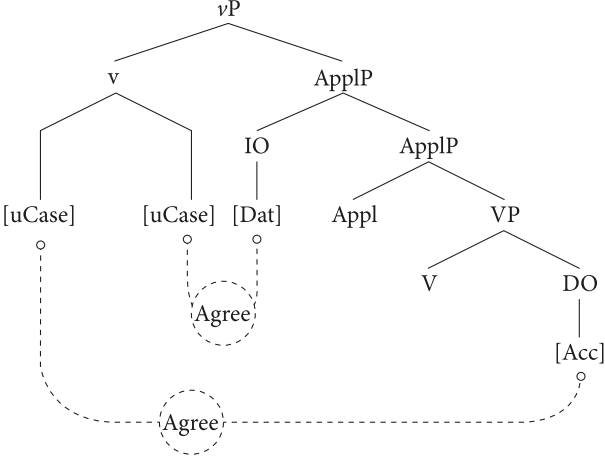 vP
v ApplP
IO ApplP
[uCase] [uCase] [Dat] Appl VP
V DO
Agree
[Acc]
Agree